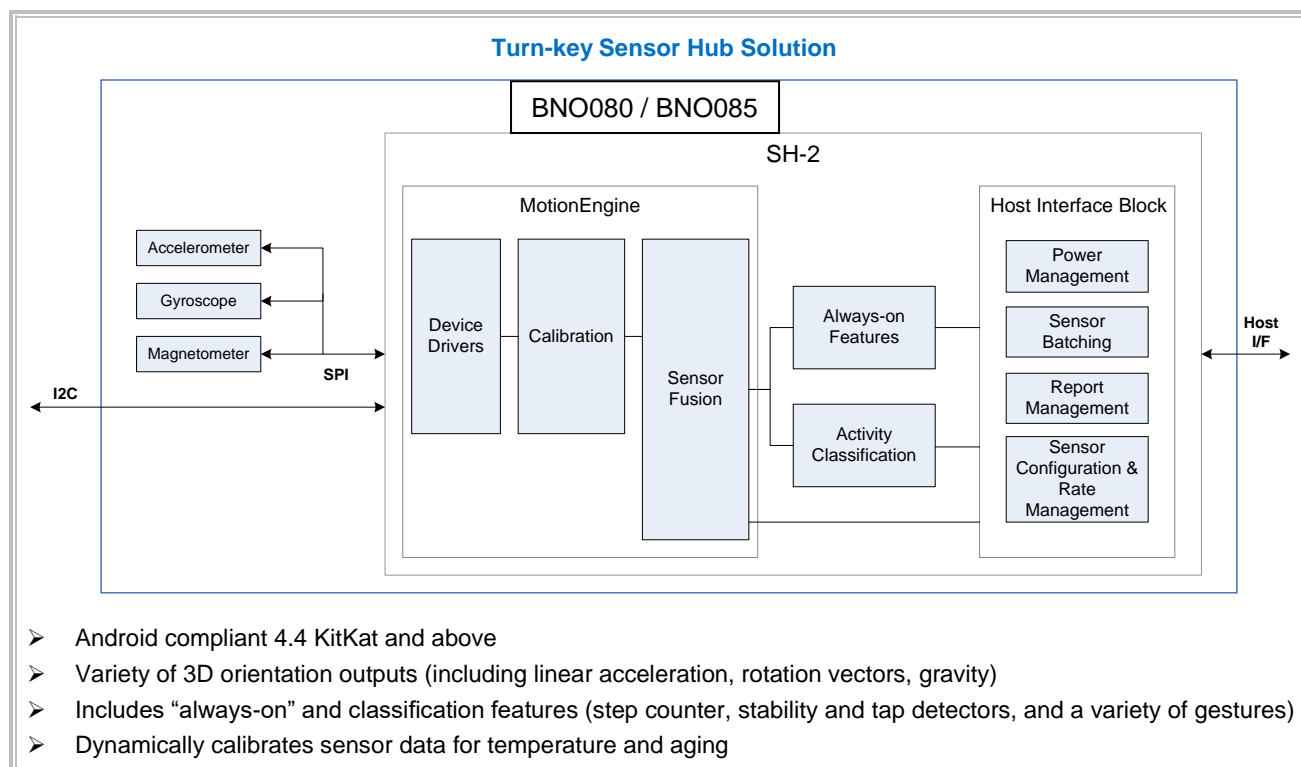 Turn-key Sensor Hub Solution
BNO080 / BNO085
SH-2
MotionEngine
Host Interface Block
Accelerometer
Gyroscope
Magnetometer
SPI
I2C
Device
Drivers
Calibration
Sensor
Fusion
Always-on
Features
Activity
Classification
Power
Management
Sensor
Batching
Report
Management
Sensor
Configuration &
Rate
Management
Host
I/F
➢ Android compliant 4.4 KitKat and above
➢ Variety of 3D orientation outputs (including linear acceleration, rotation vectors, gravity)
➢ Includes “always-on” and classification features (step counter, stability and tap detectors, and a variety of gestures)
➢ Dynamically calibrates sensor data for temperature and aging